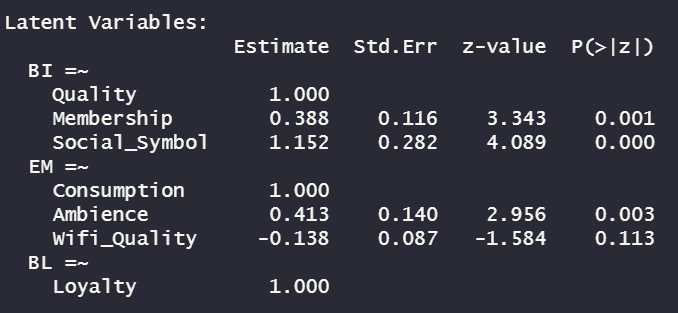 Latent Variables:
Estimate Std.Err z-value P(>|z|)
BI =~
Quality 1.000
Membership 0.388 0.116 3.343 0.001
Social_Symbol 1.152 0.282 4.089 0.000
EM =~
Consumption 1.000
Ambience 0.413 0.140 2.956 0.003
Wifi_Quality -0.138 0.087 -1.584 0.113
BL =~
Loyalty 1.000